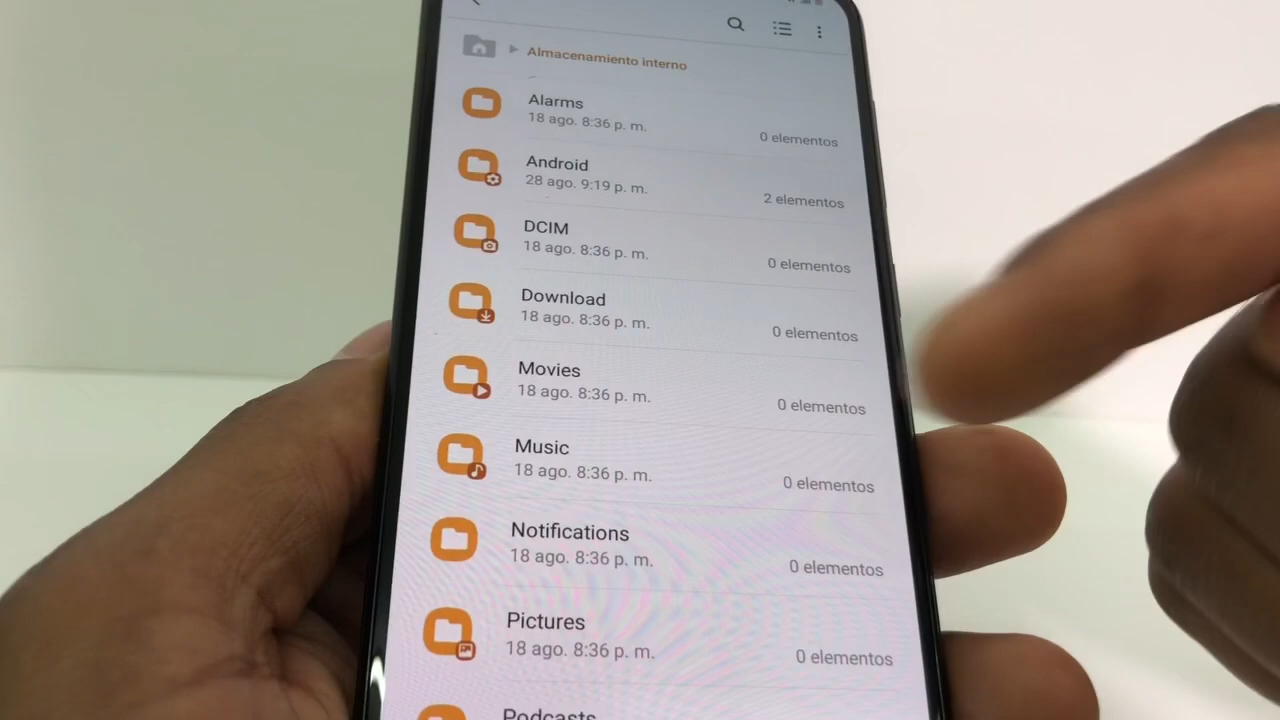 Almacenamiento interno
Alarms
18 ago. 8:36 p. m.
0 elementos
Android
28 ago. 9:19 p. m.
2 elementos
DCIM
18 ago. 8:36 p. m.
0 elementos
Download
18 ago. 8:36 p. m.
0 elementos
Movies
18 ago. 8:36 p. m.
0 elementos
Music
18 ago. 8:36 p. m.
0 elementos
Notifications
18 ago. 8:36 p. m.
0 elementos
Pictures
18 ago. 8:36 p. m.
0 elementos
Podcasts